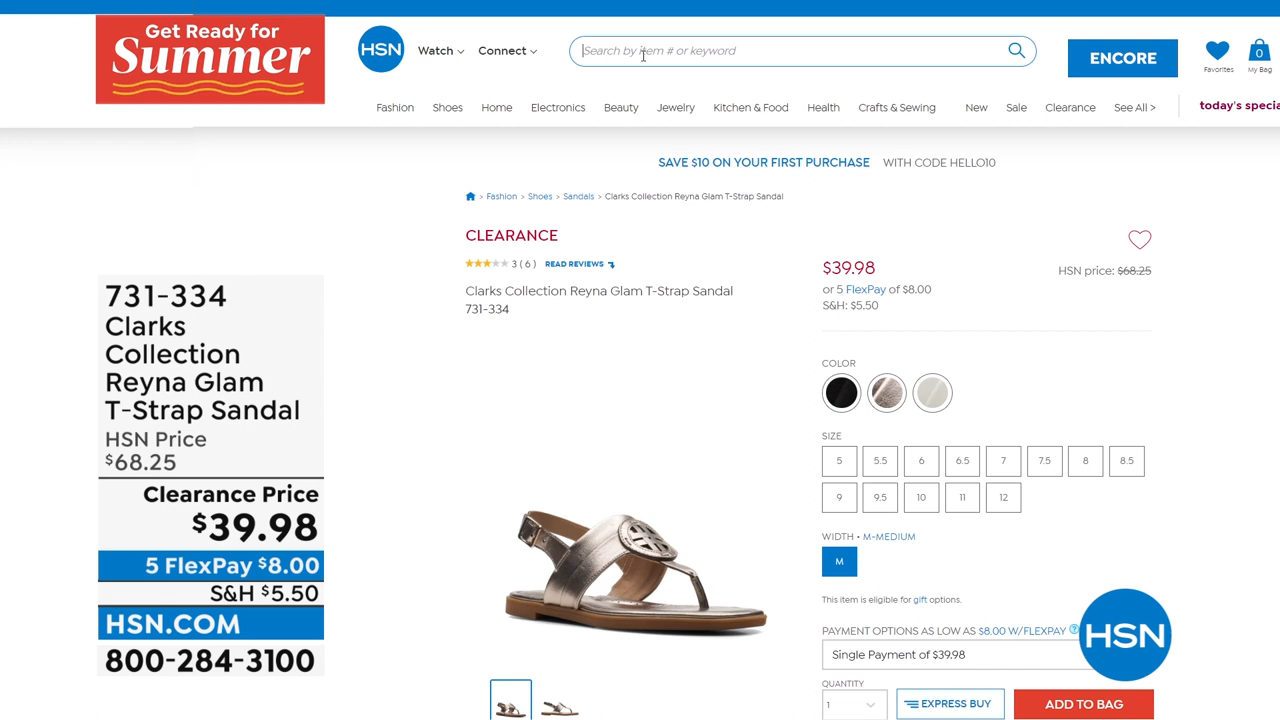 Get Ready for
Summer
HSN
Watch
Connect
Search by item # or keyword
ENCORE
Favorites
0
My Bag
Fashion
Shoes
Home
Electronics
Beauty
Jewelry
Kitchen & Food
Health
Crafts & Sewing
New
Sale
Clearance
See All >
today's specia
SAVE $10 ON YOUR FIRST PURCHASE WITH CODE HELLO10
> Fashion > Shoes > Sandals > Clarks Collection Reyna Glam T-Strap Sandal
CLEARANCE
3 ( 6 ) READ REVIEWS
Clarks Collection Reyna Glam T-Strap Sandal
731-334
$39.98
HSN price: $68.25
or 5 FlexPay of $8.00
S&H: $5.50
COLOR
SIZE
5 5.5 6 6.5 7 7.5 8 8.5
9 9.5 10 11 12
WIDTH • M-MEDIUM
M
This item is eligible for gift options.
PAYMENT OPTIONS AS LOW AS $8.00 W/FLEXPAY ?
Single Payment of $39.98
QUANTITY
1
EXPRESS BUY
ADD TO BAG
HSN
731-334
Clarks
Collection
Reyna Glam
T-Strap Sandal
HSN Price
$68.25
Clearance Price
$39.98
5 FlexPay $8.00
S&H $5.50
HSN.COM
800-284-3100